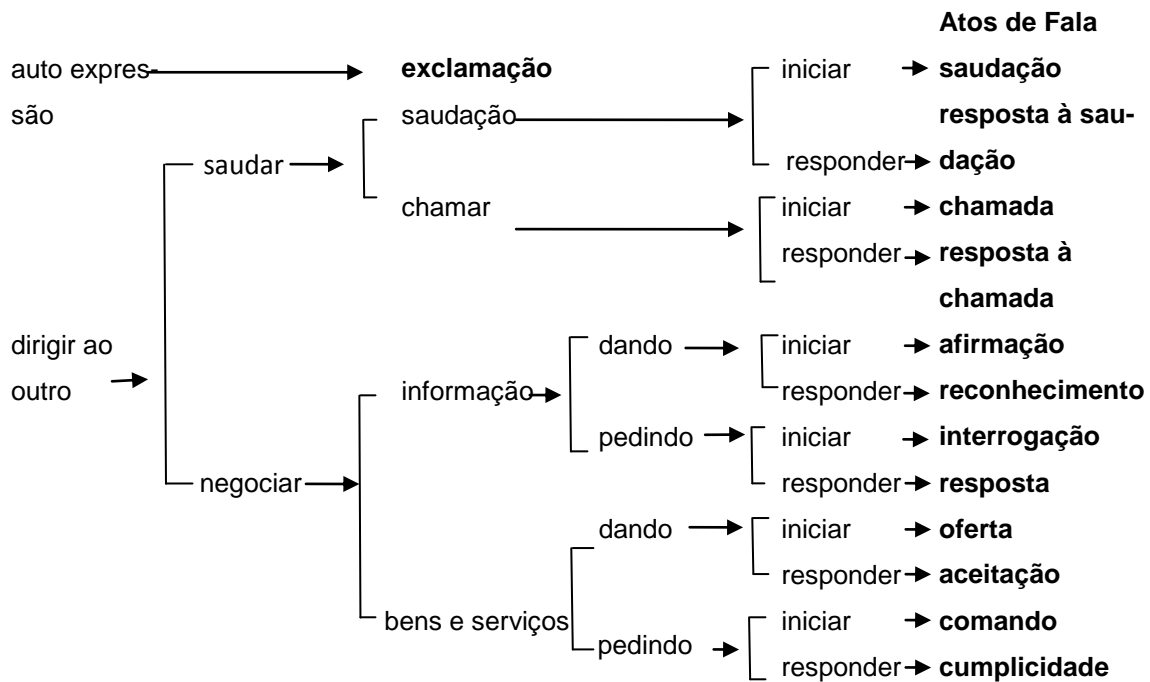 Atos de Fala
auto expres- exclamação iniciar saudação
são saudação resposta à sau-
saudar responder dação
chamar iniciar chamada
responder resposta à
chamada
dirigir ao dando iniciar afirmação
outro informação responder reconhecimento
pedindo iniciar interrogação
negociar responder resposta
dando iniciar oferta
responder aceitação
bens e serviços iniciar comando
pedindo responder cumplicidade